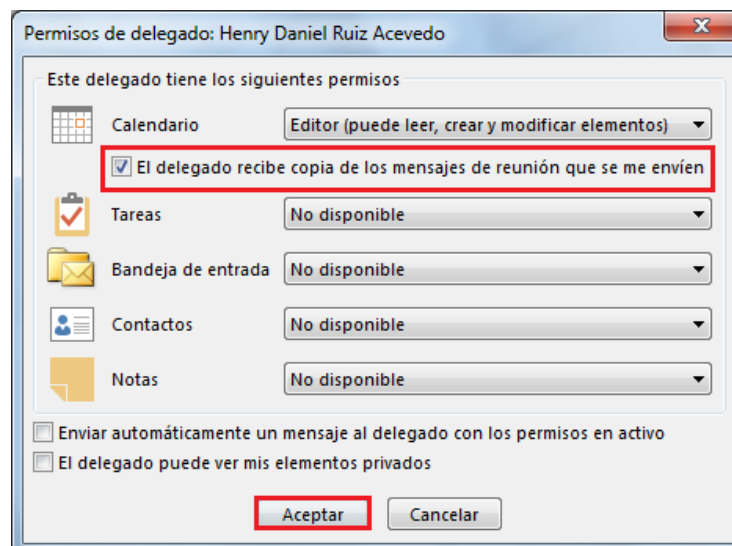 Permisos de delegado: Henry Daniel Ruiz Acevedo
Este delegado tiene los siguientes permisos
Calendario Editor (puede leer, crear y modificar elementos)
El delegado recibe copia de los mensajes de reunión que se me envíen
Tareas No disponible
Bandeja de entrada No disponible
Contactos No disponible
Notas No disponible
Enviar automáticamente un mensaje al delegado con los permisos en activo
El delegado puede ver mis elementos privados
Aceptar Cancelar